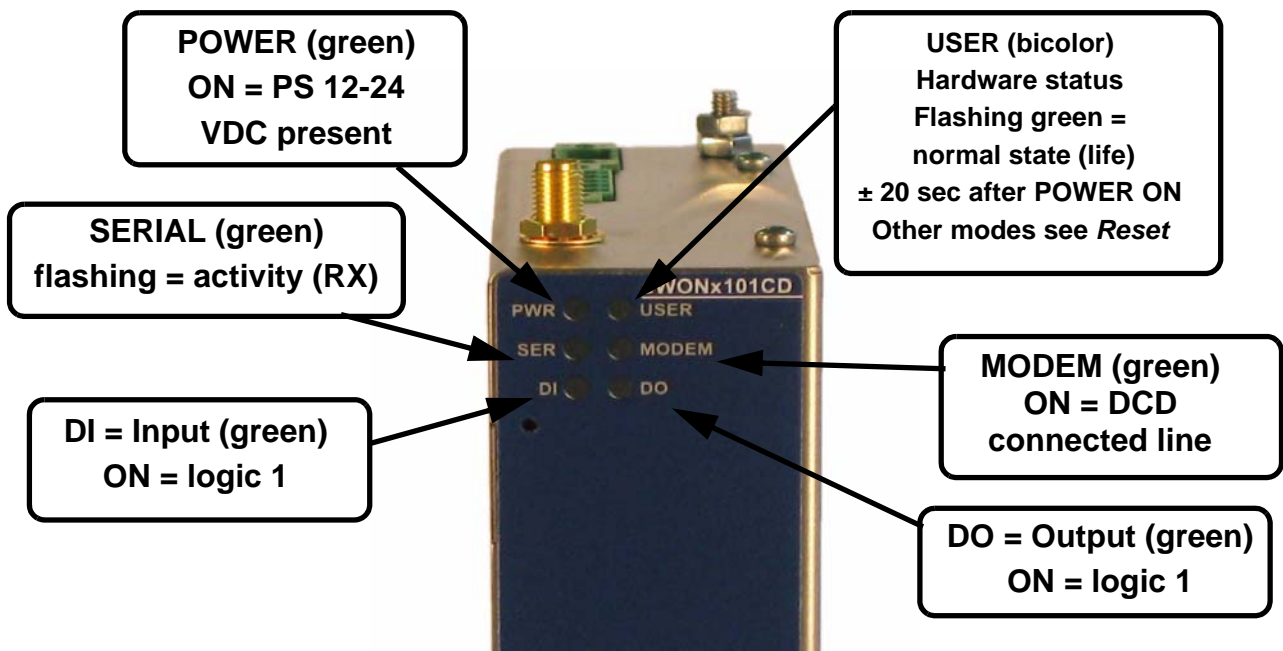 POWER (green)
ON = PS 12-24
VDC present
USER (bicolor)
Hardware status
Flashing green =
normal state (life)
± 20 sec after POWER ON
Other modes see Reset
SERIAL (green)
flashing = activity (RX)
WONx101CD
PWR USER
SER MODEM
DI DO
MODEM (green)
ON = DCD
connected line
DI = Input (green)
ON = logic 1
DO = Output (green)
ON = logic 1